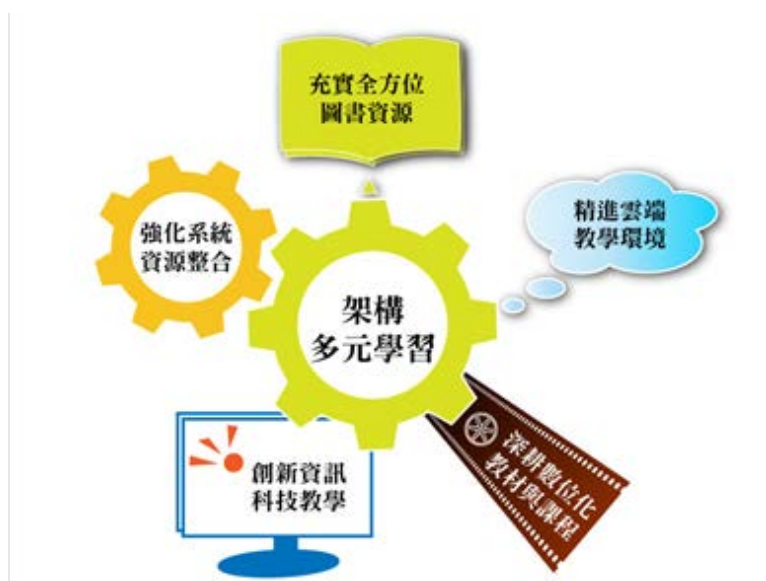 充實全方位
圖書資源
強化系統
資源整合
精進雲端
教學環境
架構
多元學習
創新資訊
科技教學
深耕數位化
教材與課程